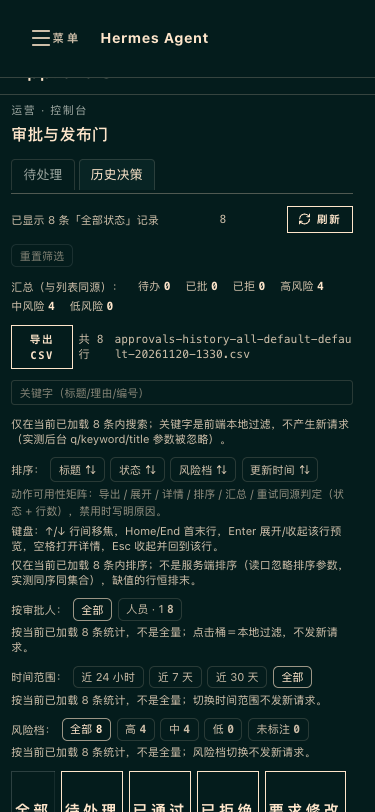 菜单 Hermes Agent
运营 · 控制台
审批与发布门
待处理 历史决策
已显示 8 条「全部状态」记录 8 刷新
重置筛选
汇总（与列表同源）： 待办 0 已批 0 已拒 0 高风险 4
中风险 4 低风险 0
导出 CSV 共 8 行 approvals-history-all-default-default-20261120-1330.csv
关键字（标题/理由/编号）
仅在当前已加载 8 条内搜索；关键字是前端本地过滤，不产生新请求
（实测后台 q/keyword/title 参数被忽略）。
排序： 标题 ⇅ 状态 ⇅ 风险档 ⇅ 更新时间 ⇅
动作可用性矩阵：导出 / 展开 / 详情 / 排序 / 汇总 / 重试同源判定（状
态 + 行数），禁用时写明原因。
键盘：↑/↓ 行间移焦，Home/End 首末行，Enter 展开/收起该行预
览，空格打开详情，Esc 收起并回到该行。
仅在当前已加载 8 条内排序；不是服务端排序（读口忽略排序参数，
实测同序同集合），缺值的行恒排末。
按审批人： 全部 人员 · 1 8
按当前已加载 8 条统计，不是全量；点击桶＝本地过滤，不发新请
求。
时间范围： 近 24 小时 近 7 天 近 30 天 全部
按当前已加载 8 条统计，不是全量；切换时间范围不发新请求。
风险档： 全部 8 高 4 中 4 低 0 未标注 0
按当前已加载 8 条统计，不是全量；风险档切换不发新请求。
全部 待处理 已通过 已拒绝 要求修改